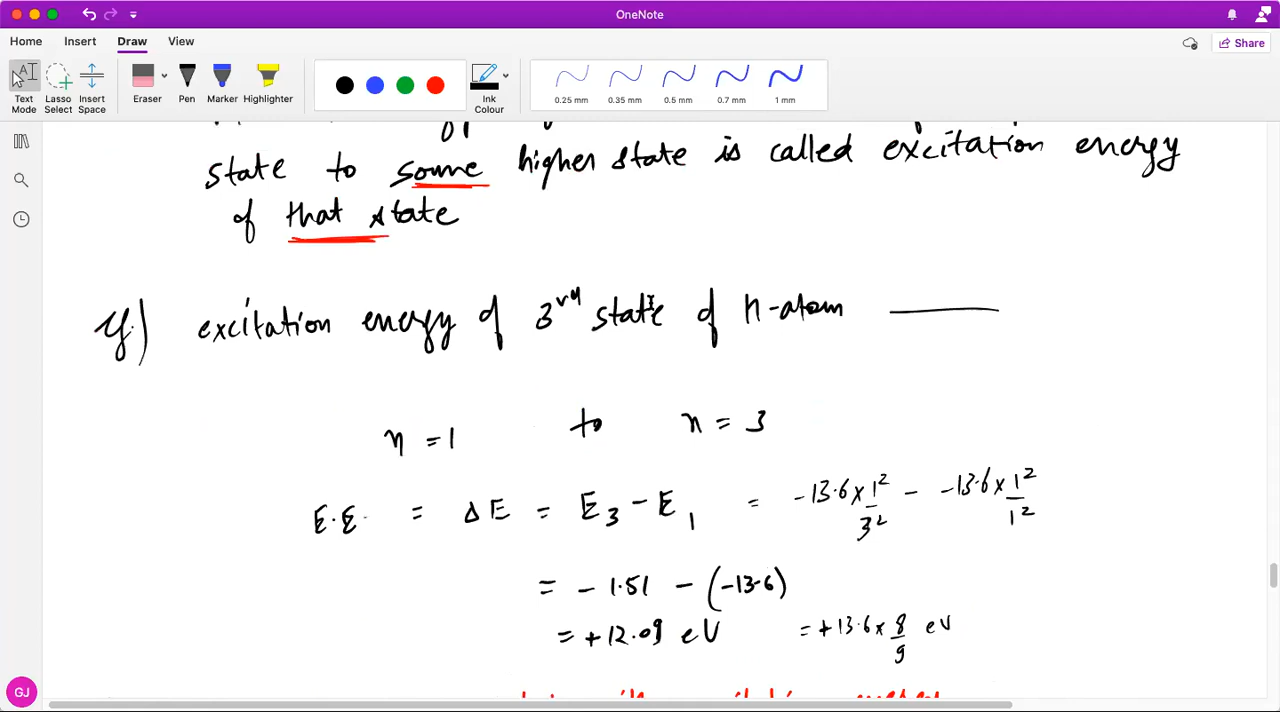 OneNote
Home Insert Draw View
Share
Text Mode
Lasso Select
Insert Space
Eraser
Pen
Marker
Highlighter
Ink Colour
0.25 mm 0.35 mm 0.5 mm 0.7 mm 1 mm
state to some higher state is called excitation energy
of that state
excitation energy of 3rd state of H-atom
n = 1 to n = 3
E.E. = ΔE = E3 - E1 = -13.6 x 1²/3² - -13.6 x 1²/1²
= - 1.51 - (-13.6)
= +12.09 eV = +13.6 x 8/9 eV
GJ